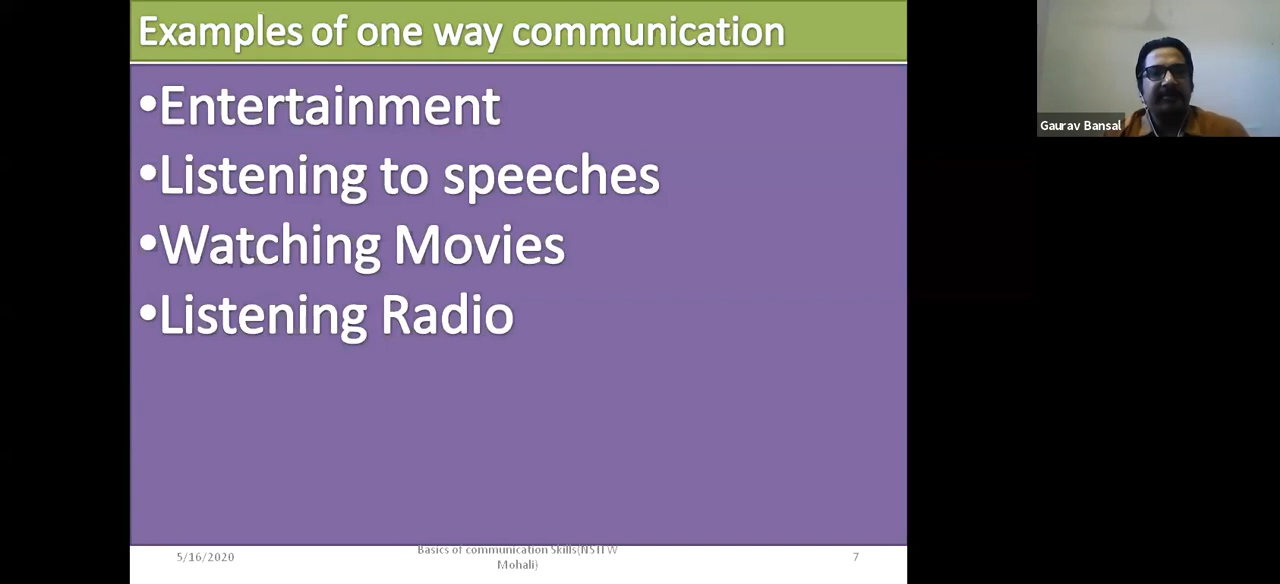 Examples of one way communication
•Entertainment
•Listening to speeches
•Watching Movies
•Listening Radio
5/16/2020
Basics of communication Skills(NSTI W
Mohali)
7
Gaurav Bansal